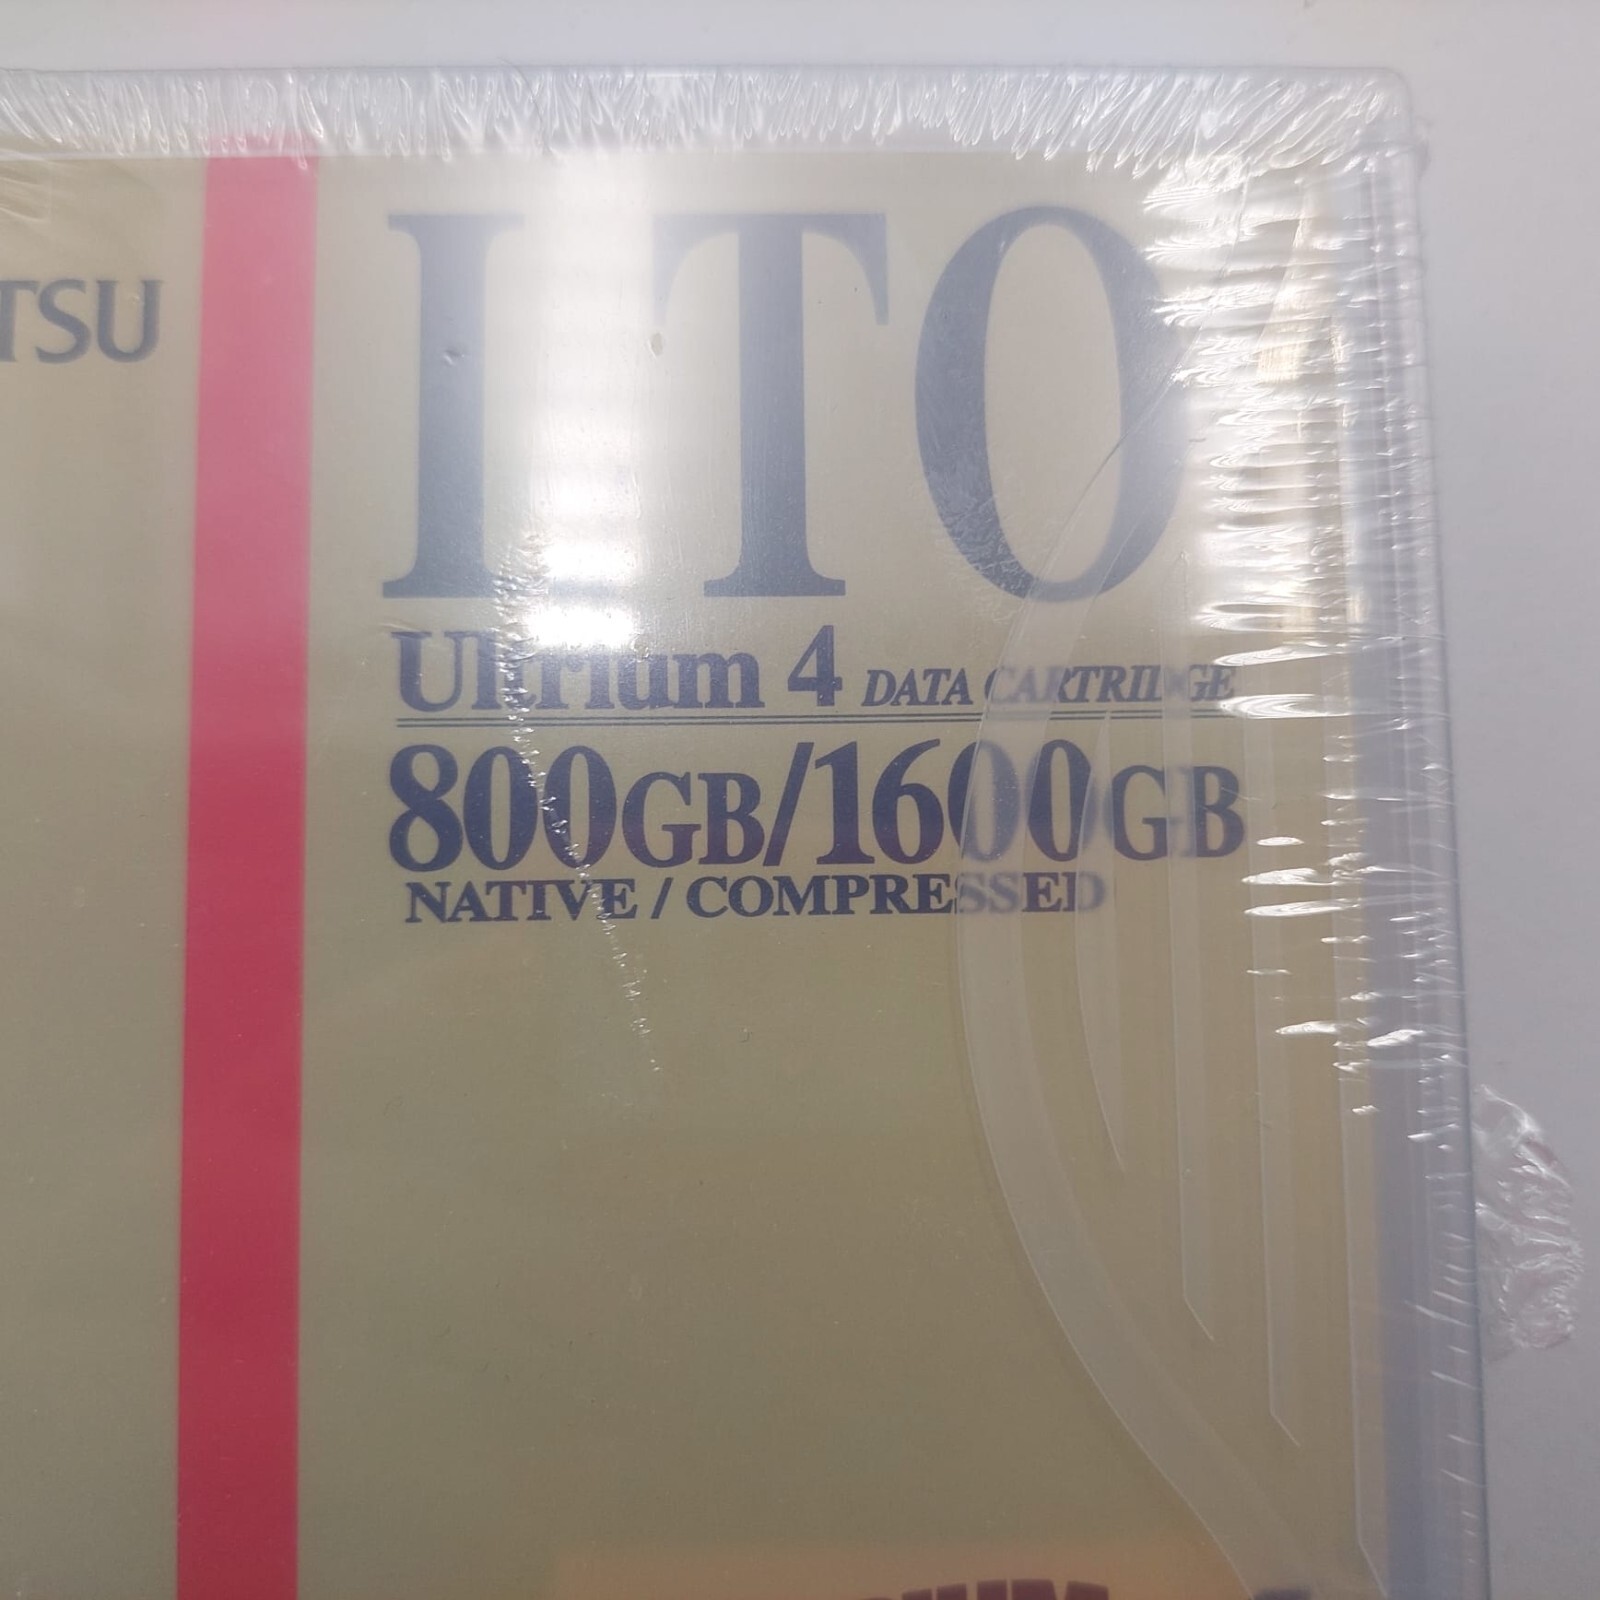 TSU
LTO
Ultrium 4 DATA CARTRIDGE
800GB/1600GB
NATIVE / COMPRESSED